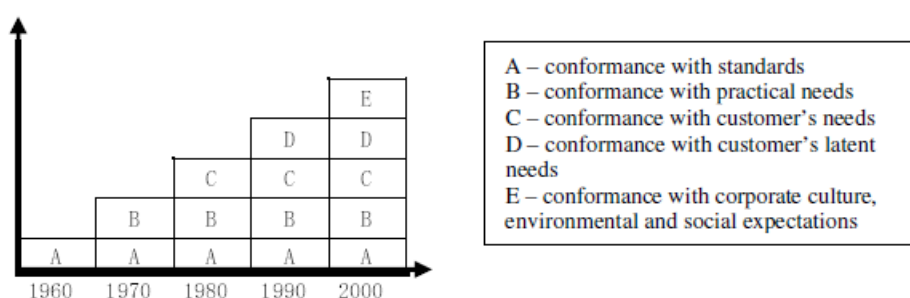 E
D D
C C C
B B B B
A A A A A
1960 1970 1980 1990 2000
A – conformance with standards
B – conformance with practical needs
C – conformance with customer's needs
D – conformance with customer's latent
needs
E – conformance with corporate culture,
environmental and social expectations